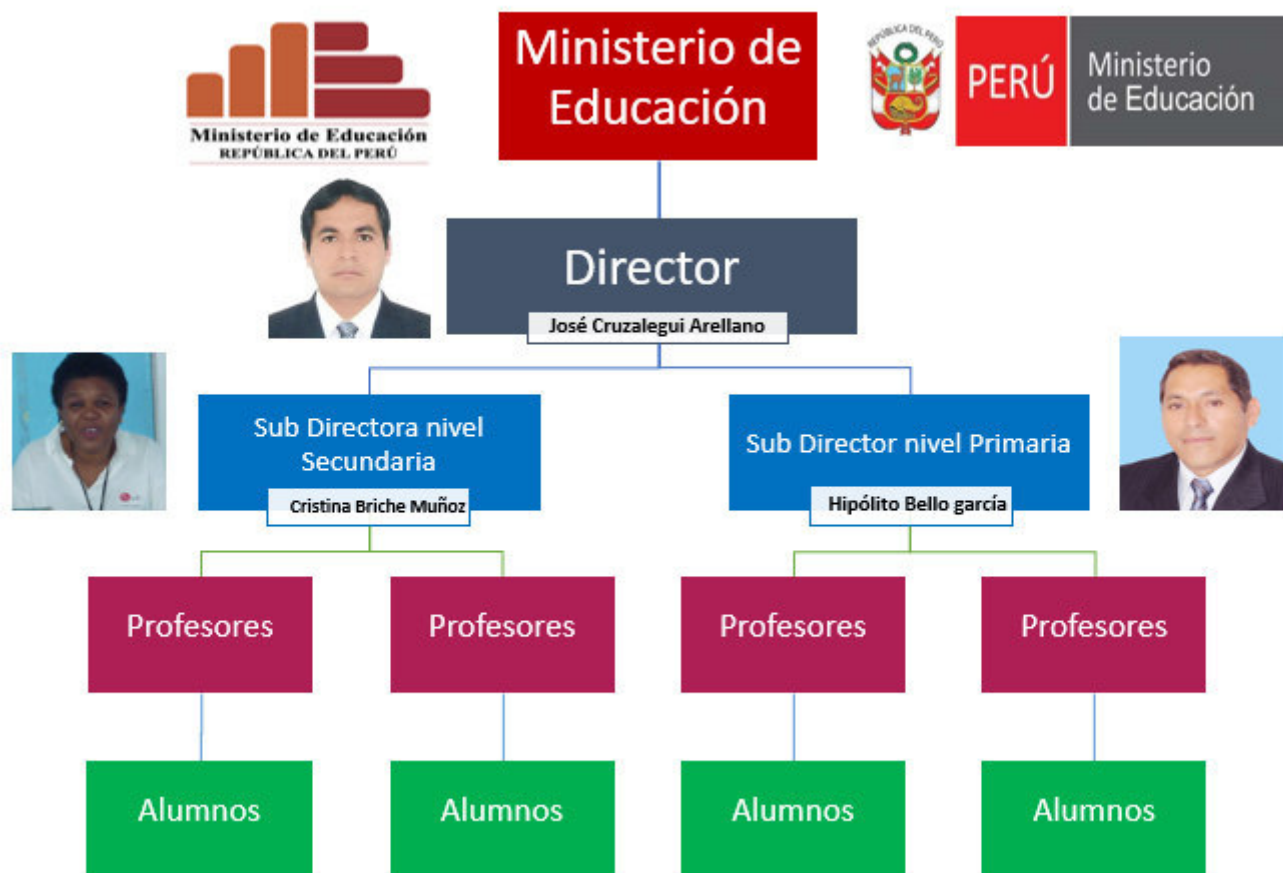 Ministerio de Educación
REPÚBLICA DEL PERÚ
Ministerio de
Educación
REPÚBLICA DEL PERÚ
PERÚ
Ministerio
de Educación
Director
José Cruzalegui Arellano
Sub Directora nivel
Secundaria
Cristina Briche Muñoz
Sub Director nivel Primaria
Hipólito Bello garcía
Profesores
Profesores
Profesores
Profesores
Alumnos
Alumnos
Alumnos
Alumnos